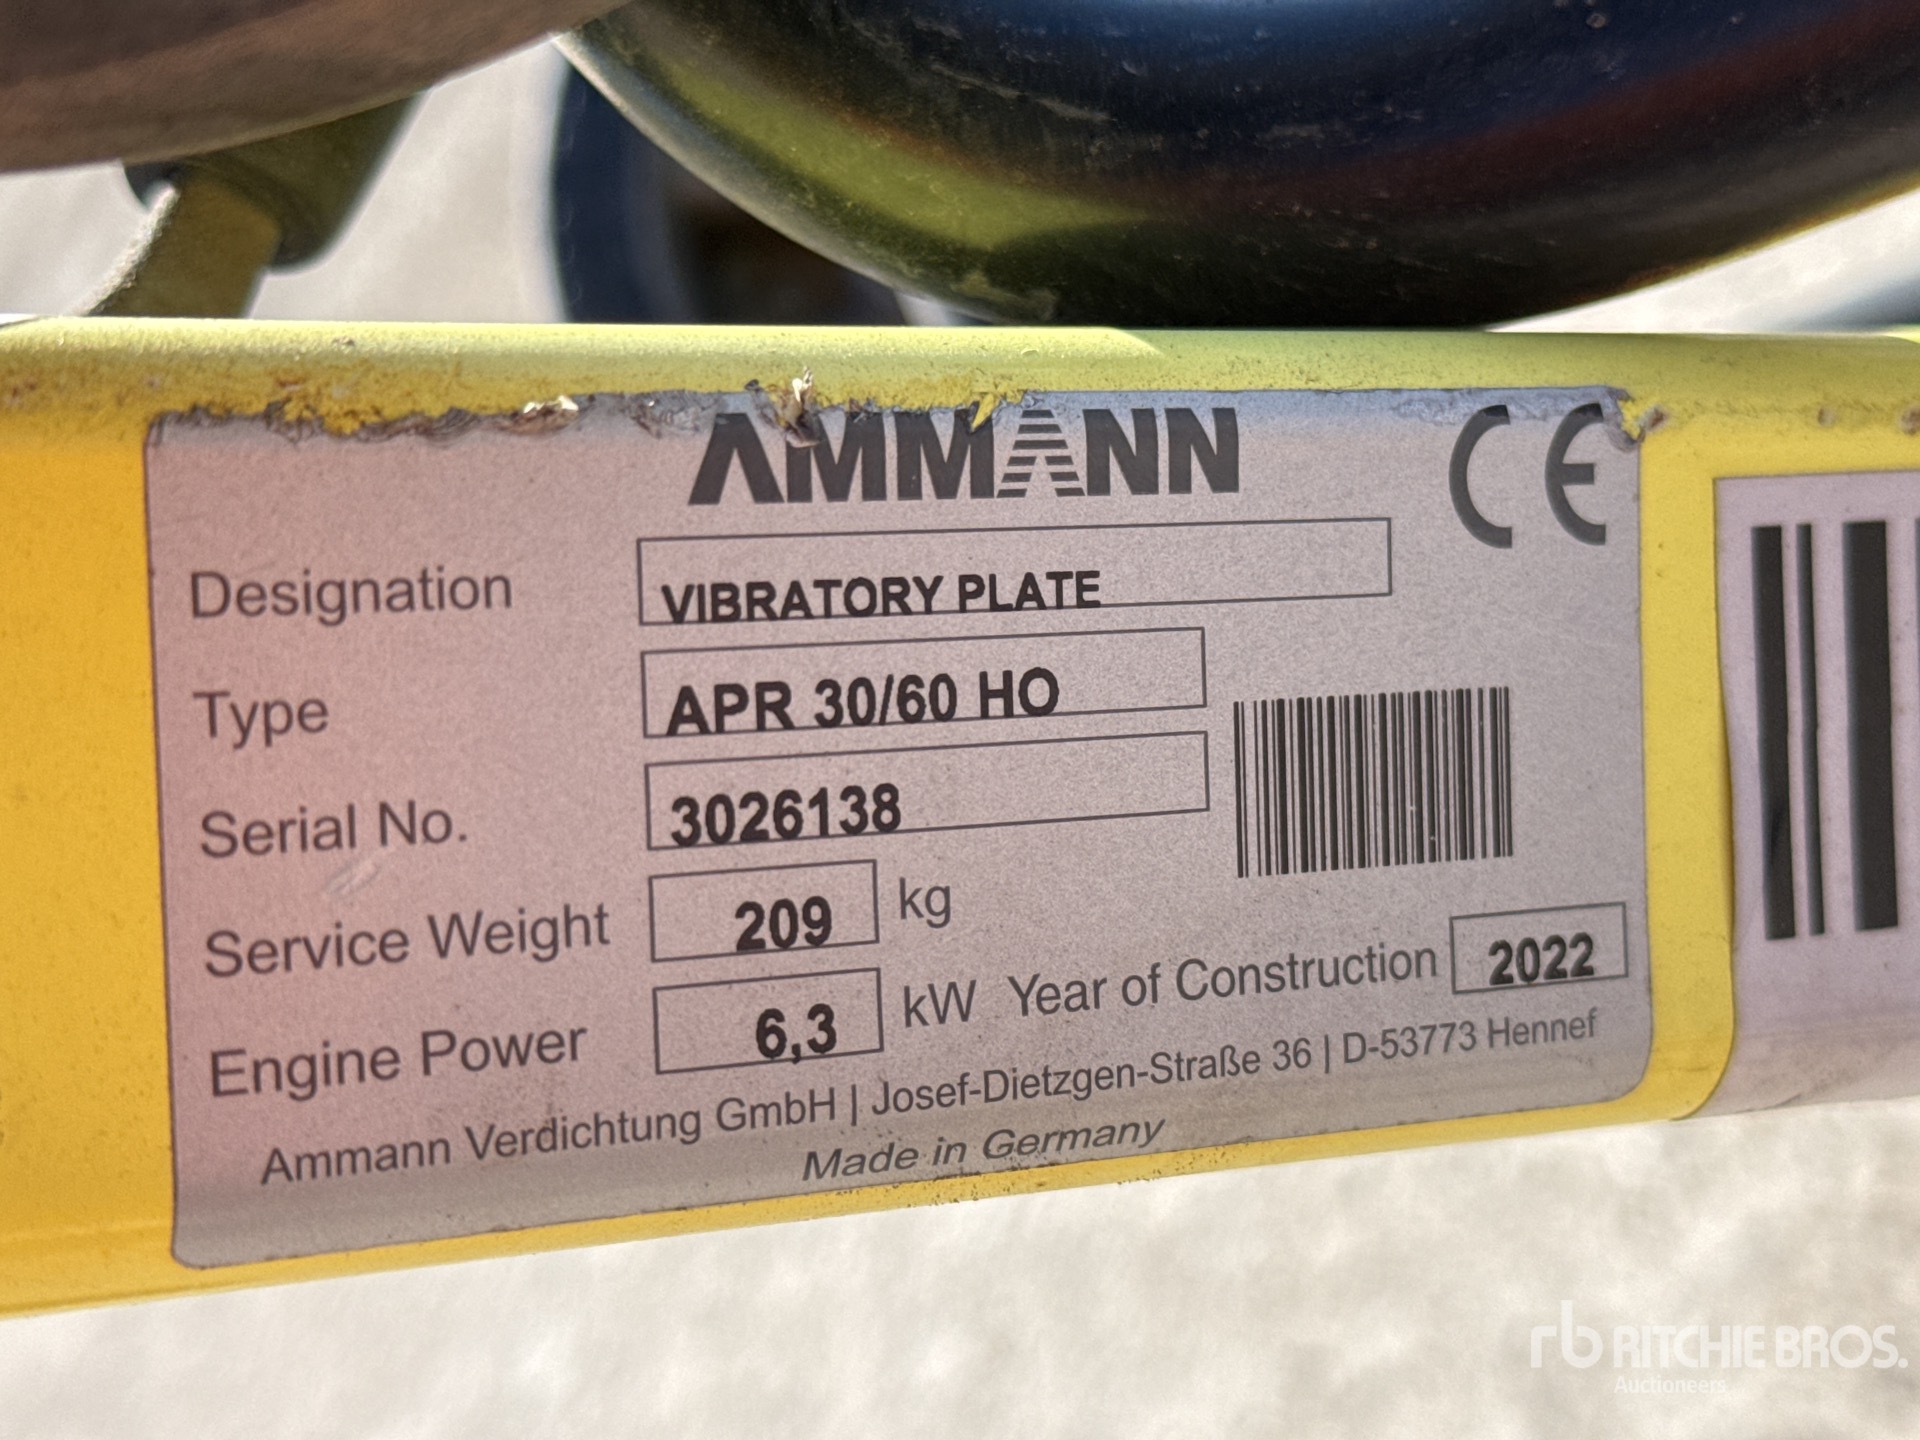 AMMANN
CE
Designation VIBRATORY PLATE
Type APR 30/60 HO
Serial No. 3026138
Service Weight 209 kg
Engine Power 6,3 kW Year of Construction 2022
Ammann Verdichtung GmbH | Josef-Dietzgen-Straße 36 | D-53773 Hennef
Made in Germany
rb RITCHIE BROS.
Auctioneers